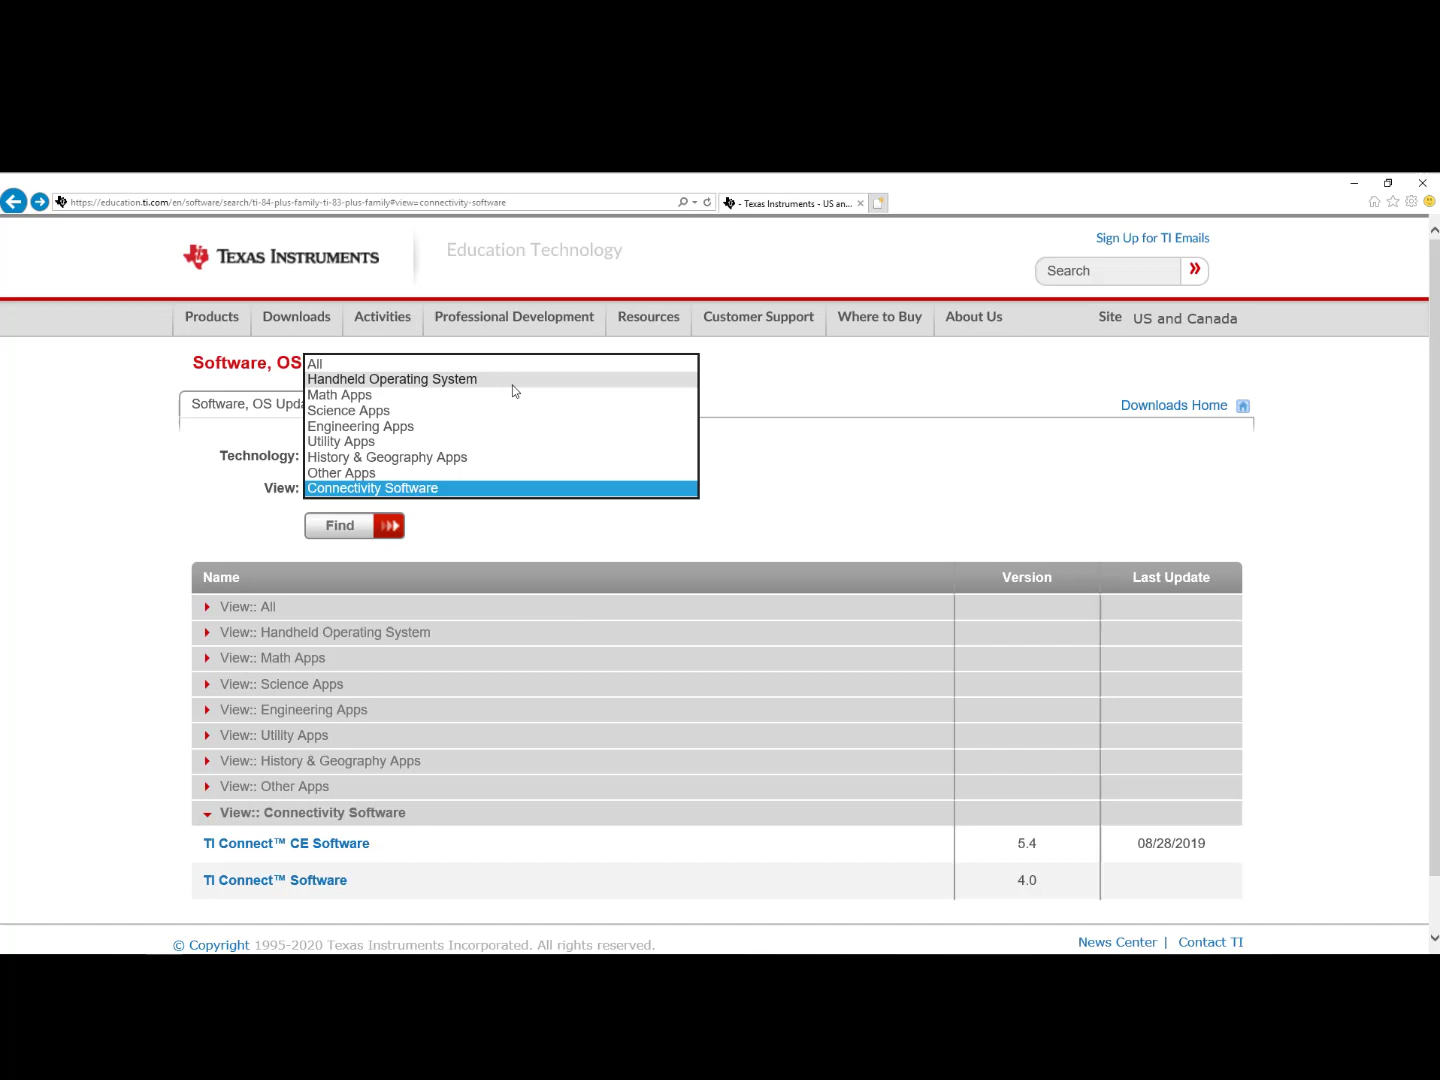 https://education.ti.com/en/software/search/ti-84-plus-family-ti-83-plus-family#view=connectivity-software
- Texas Instruments - US an...
Texas Instruments
Education Technology
Sign Up for TI Emails
Search
Products
Downloads
Activities
Professional Development
Resources
Customer Support
Where to Buy
About Us
Site
US and Canada
Software, OS
All
Handheld Operating System
Math Apps
Science Apps
Engineering Apps
Utility Apps
History & Geography Apps
Other Apps
Connectivity Software
Software, OS Upda
Downloads Home
Technology:
View:
Find
Name
Version
Last Update
View:: All
View:: Handheld Operating System
View:: Math Apps
View:: Science Apps
View:: Engineering Apps
View:: Utility Apps
View:: History & Geography Apps
View:: Other Apps
View:: Connectivity Software
TI Connect™ CE Software
5.4
08/28/2019
TI Connect™ Software
4.0
© Copyright 1995-2020 Texas Instruments Incorporated. All rights reserved.
News Center | Contact TI